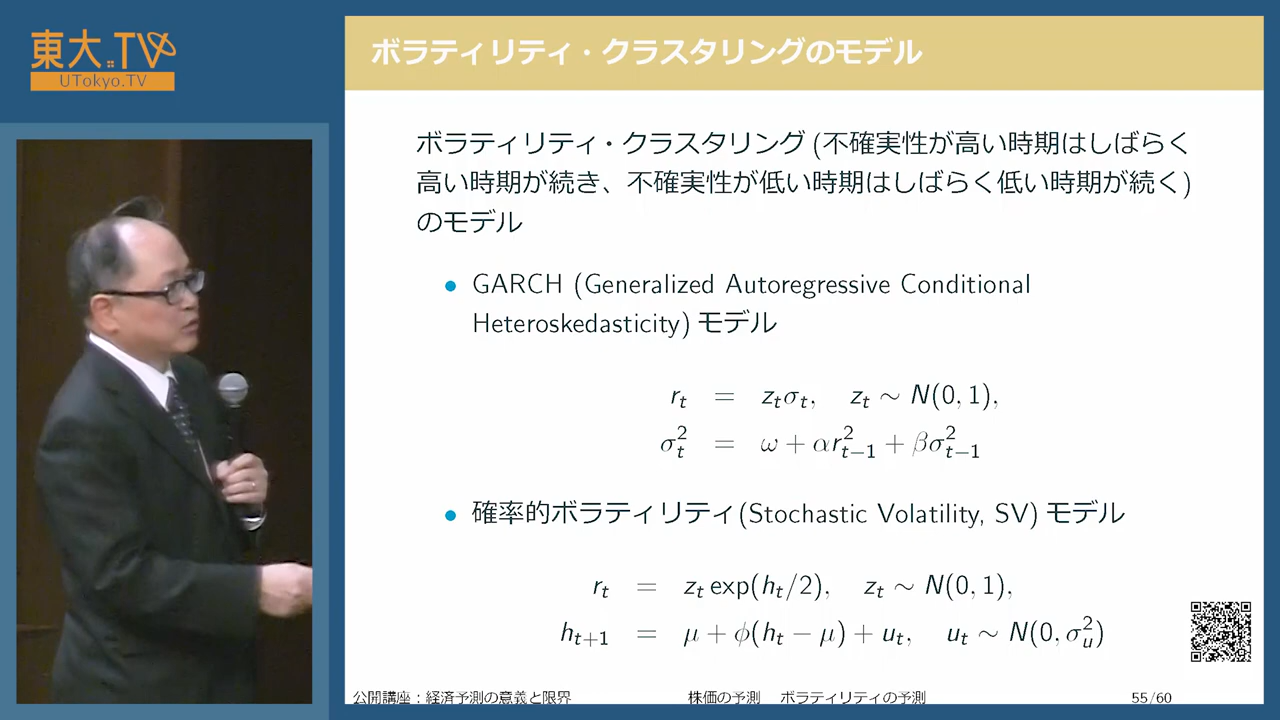 東大.TV
UTokyo.TV
ボラティリティ・クラスタリングのモデル
ボラティリティ・クラスタリング (不確実性が高い時期はしばらく
高い時期が続き、不確実性が低い時期はしばらく低い時期が続く)
のモデル
• GARCH (Generalized Autoregressive Conditional
Heteroskedasticity) モデル
r_t = z_t σ_t, z_t ∼ N(0, 1),
σ_t^2 = ω + α r_{t−1}^2 + β σ_{t−1}^2
• 確率的ボラティリティ(Stochastic Volatility, SV) モデル
r_t = z_t exp(h_t/2), z_t ∼ N(0, 1),
h_{t+1} = μ + ϕ(h_t − μ) + u_t, u_t ∼ N(0, σ_u^2)
公開講座：経済予測の意義と限界 株価の予測 ボラティリティの予測 55/60